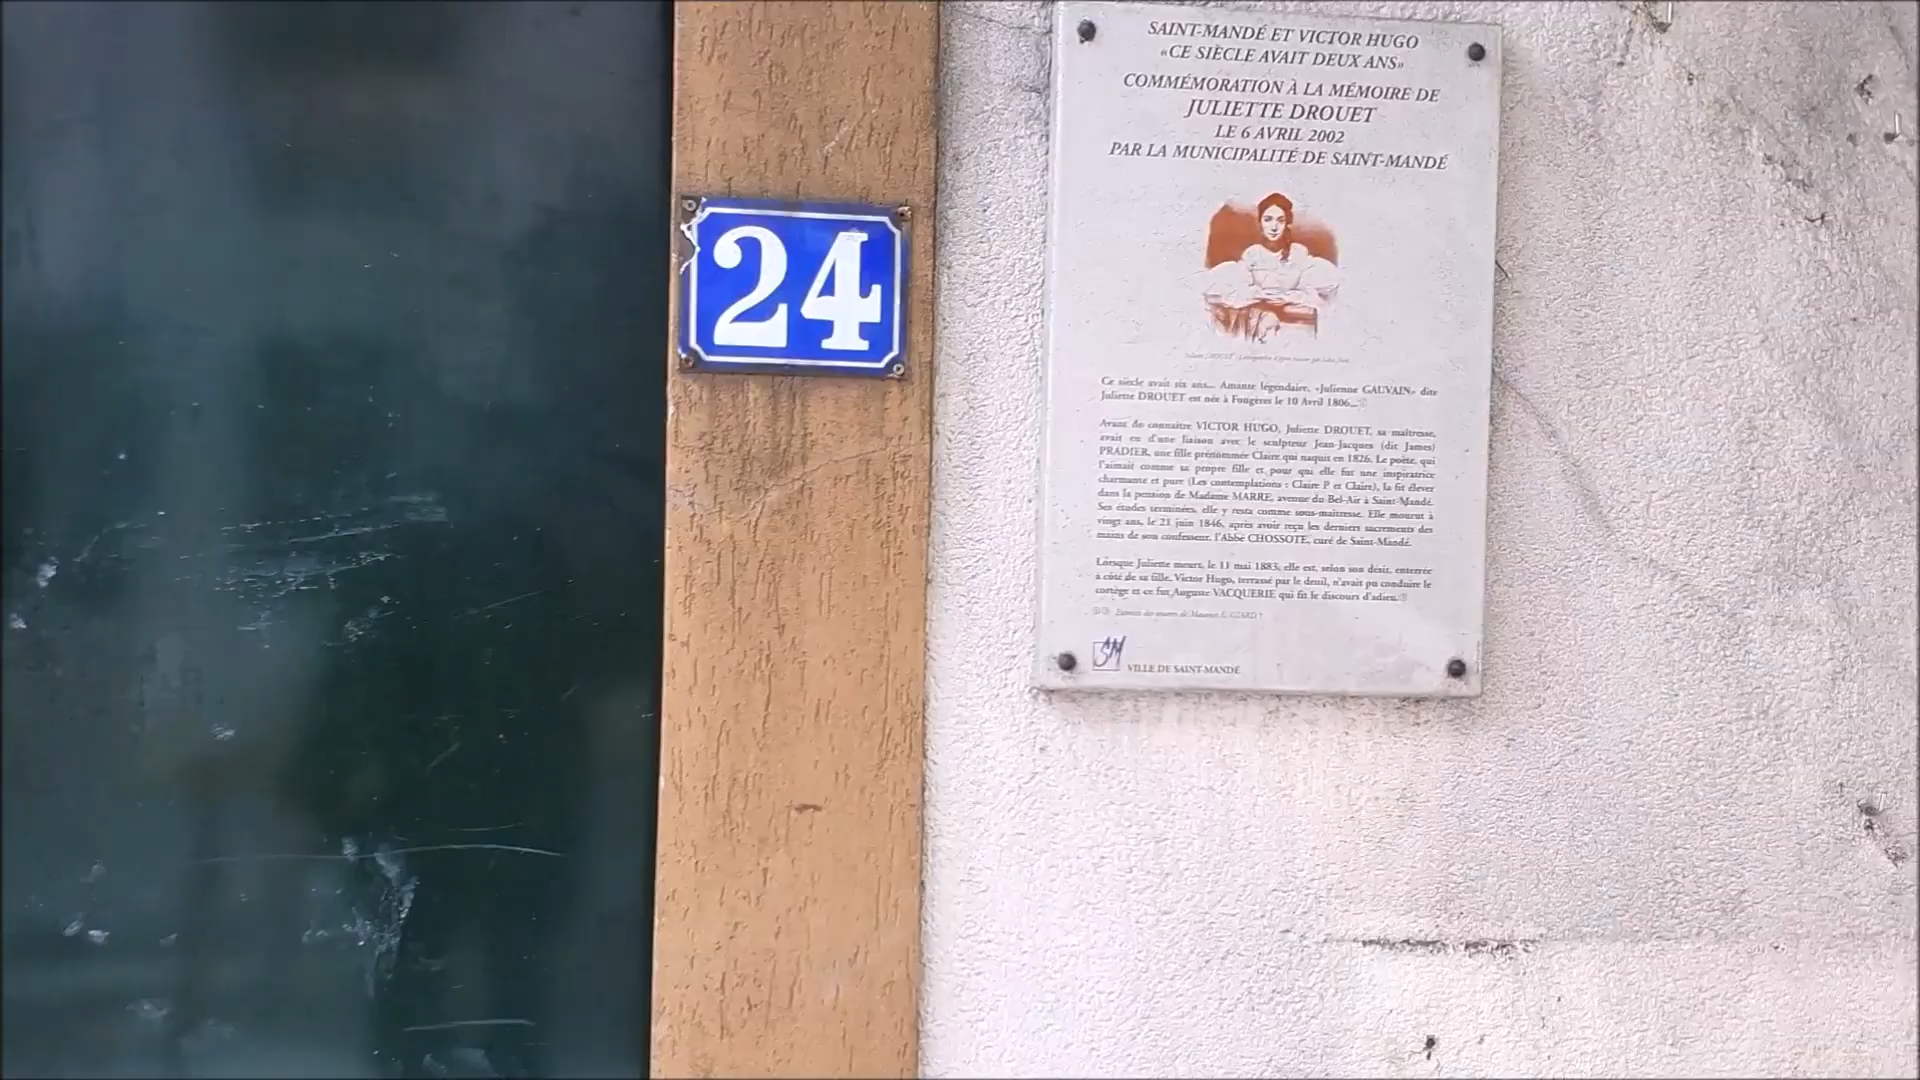 24
SAINT-MANDÉ ET VICTOR HUGO
«CE SIÈCLE AVAIT DEUX ANS»
COMMÉMORATION À LA MÉMOIRE DE
JULIETTE DROUET
LE 6 AVRIL 2002
PAR LA MUNICIPALITÉ DE SAINT-MANDÉ
Ce siècle avait six ans... Amante légendaire, «Julienne GAUVAIN» dite
Juliette DROUET est née à Fougères le 10 Avril 1806...
Avant de connaître VICTOR HUGO, Juliette DROUET, sa maîtresse,
avait eu d'une liaison avec le sculpteur Jean-Jacques (dit James)
PRADIER, une fille prénommée Claire qui naquit en 1826. Le poète, qui
l'aimait comme sa propre fille et pour qui elle fut une inspiratrice
charmante et pure (Les contemplations : Claire P et Claire), la fit élever
dans la pension de Madame MARRE, avenue du Bel-Air à Saint-Mandé.
Ses études terminées, elle y resta comme sous-maîtresse. Elle mourut à
vingt ans, le 21 juin 1846, après avoir reçu les derniers sacrements des
mains de son confesseur, l'Abbé CHOSSOTE, curé de Saint-Mandé.
Lorsque Juliette meurt, le 11 mai 1883, elle est, selon son désir, enterrée
à côté de sa fille. Victor Hugo, terrassé par le deuil, n'avait pu conduire le
cortège et ce fut Auguste VACQUERIE qui fit le discours d'adieu.
Extraits des œuvres de Maurice
SM
VILLE DE SAINT-MANDÉ